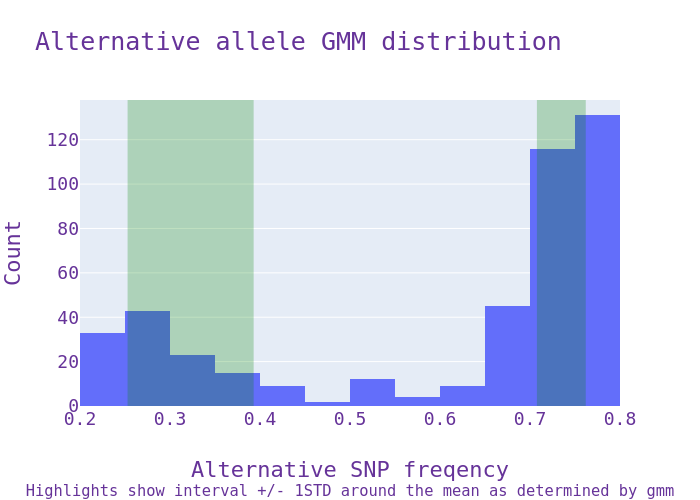 Alternative allele GMM distribution
Count
120
100
80
60
40
20
0
0.2 0.3 0.4 0.5 0.6 0.7 0.8
Alternative SNP freqency
Highlights show interval +/- 1STD around the mean as determined by gmm